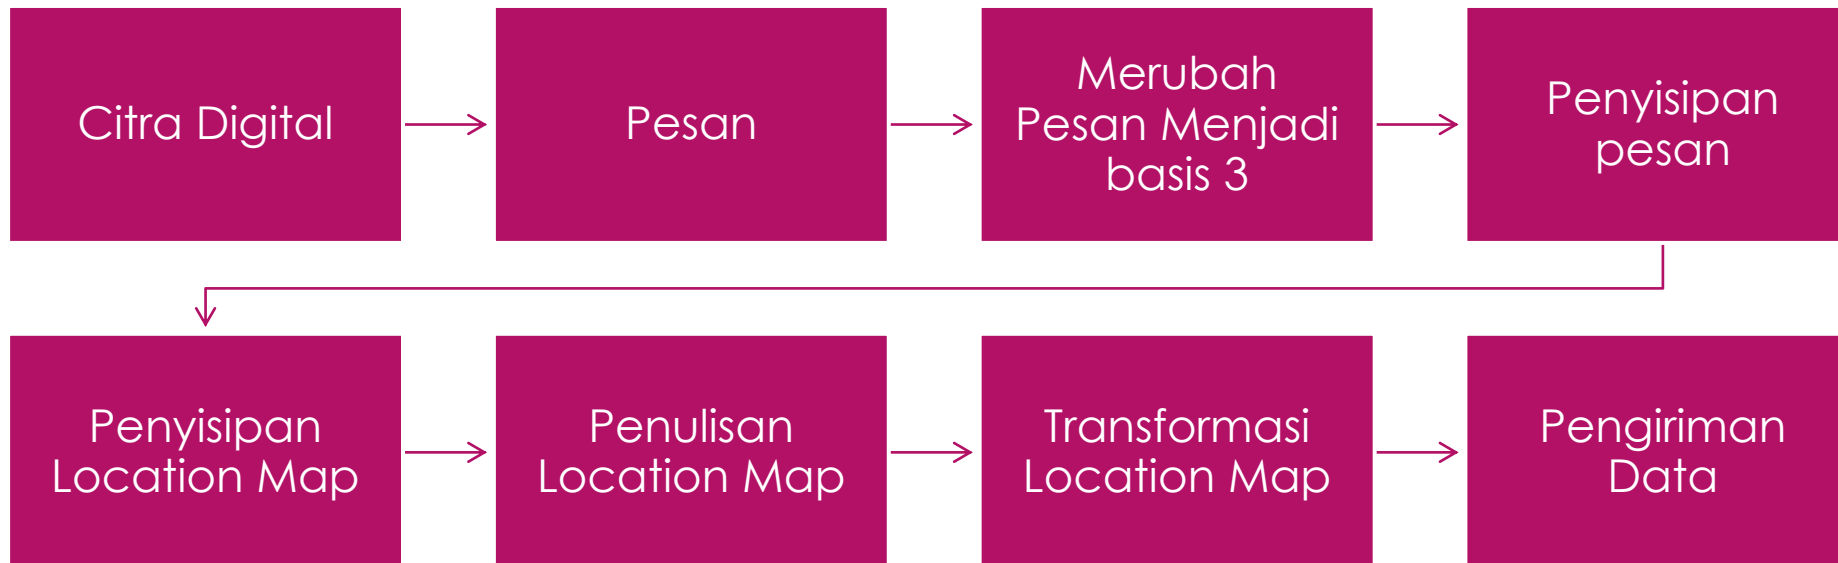 Citra Digital
Pesan
Merubah
Pesan Menjadi
basis 3
Penyisipan
pesan
Penyisipan
Location Map
Penulisan
Location Map
Transformasi
Location Map
Pengiriman
Data